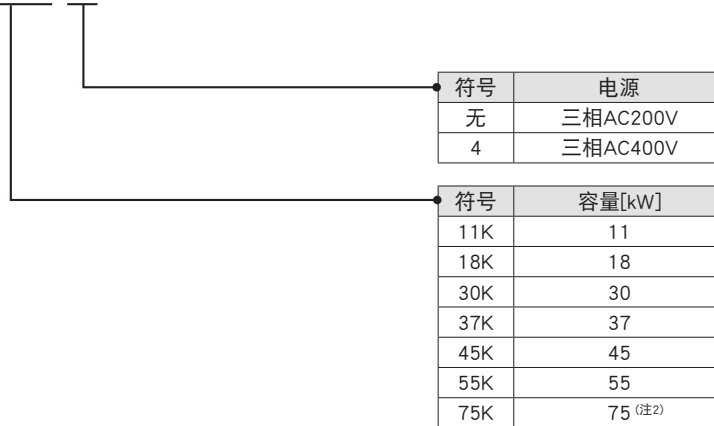 符号 电源
无 三相AC200V
4 三相AC400V
符号 容量[kW]
11K 11
18K 18
30K 30
37K 37
45K 45
55K 55
75K 75 (注2)